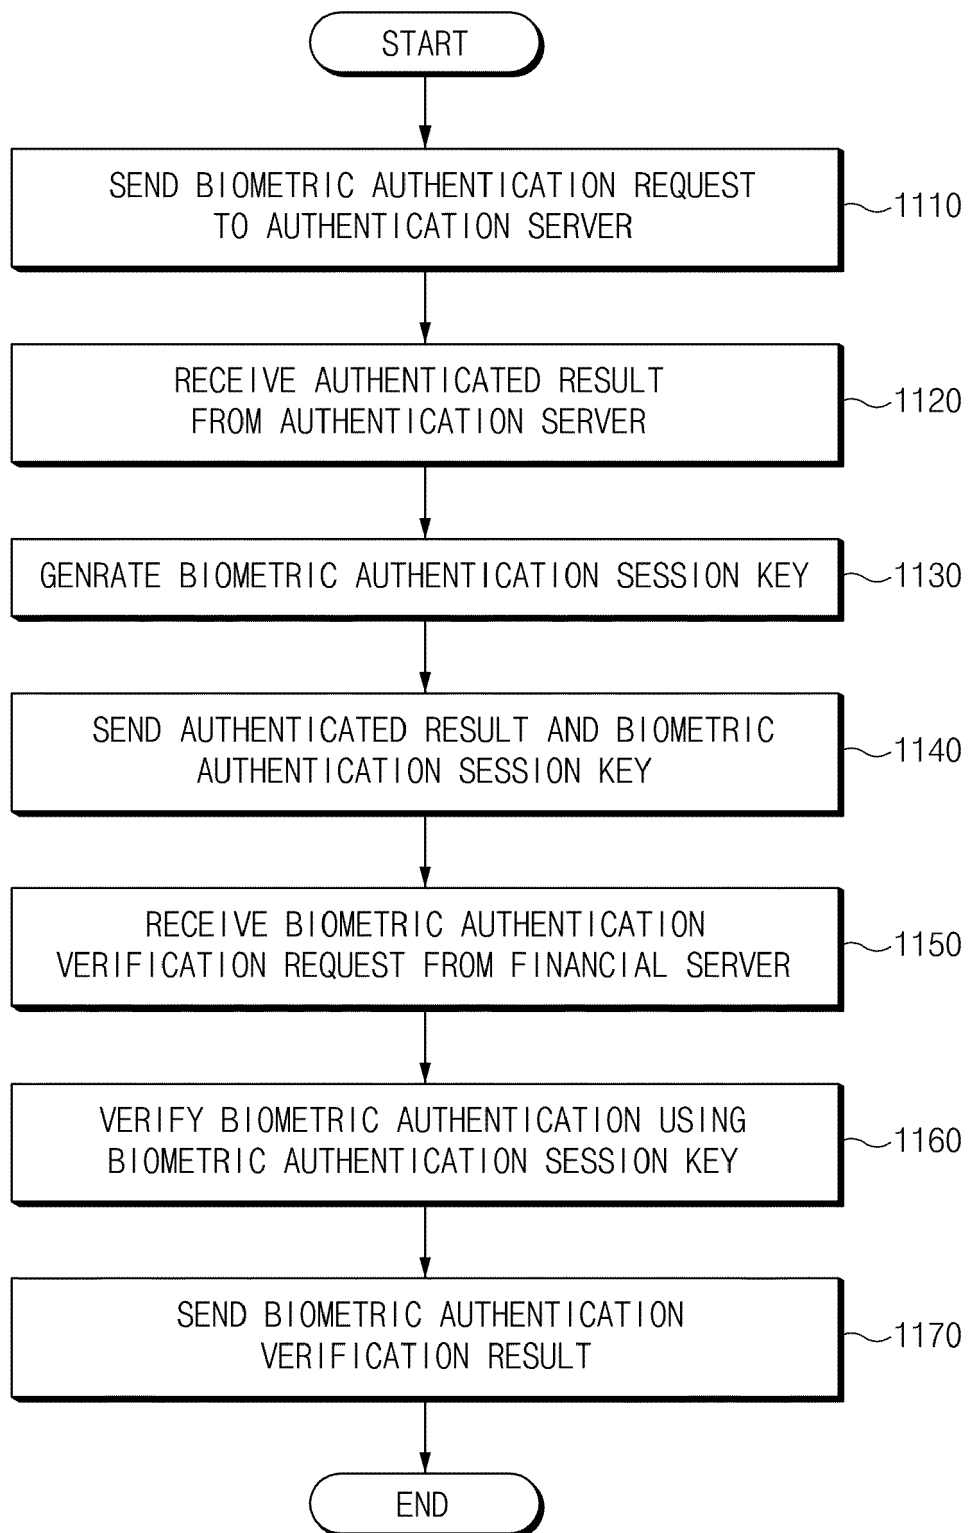 START
SEND BIOMETRIC AUTHENTICATION REQUEST
TO AUTHENTICATION SERVER
1110
RECEIVE AUTHENTICATED RESULT
FROM AUTHENTICATION SERVER
1120
GENRATE BIOMETRIC AUTHENTICATION SESSION KEY
1130
SEND AUTHENTICATED RESULT AND BIOMETRIC
AUTHENTICATION SESSION KEY
1140
RECEIVE BIOMETRIC AUTHENTICATION
VERIFICATION REQUEST FROM FINANCIAL SERVER
1150
VERIFY BIOMETRIC AUTHENTICATION USING
BIOMETRIC AUTHENTICATION SESSION KEY
1160
SEND BIOMETRIC AUTHENTICATION
VERIFICATION RESULT
1170
END